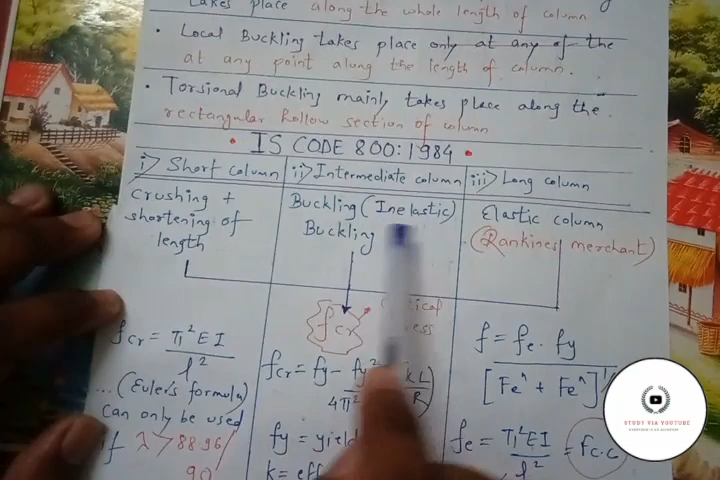 takes place along the whole length of column
• Local Buckling takes place only at any of the
at any point along the length of column.
• Torsional Buckling mainly takes place along the.
rectangular Hollow section of column
• IS CODE 800:1984 •
i) Short column
crushing +
shortening of
length
ii) Intermediate column
Buckling (Inelastic)
Buckling
iii) Long column
Elastic column
(Rankines merchant)
fcr
fcr = π²EI
l²
... (Euler's formula)
can only be used
if λ > 88.96
90
fcr = fy - fy²
4π²
fy = yield
k = eff
f = fe. fy
[Feⁿ + Feⁿ]
fe = π²EI = fc.c
l²
STUDY VIA YOUTUBE